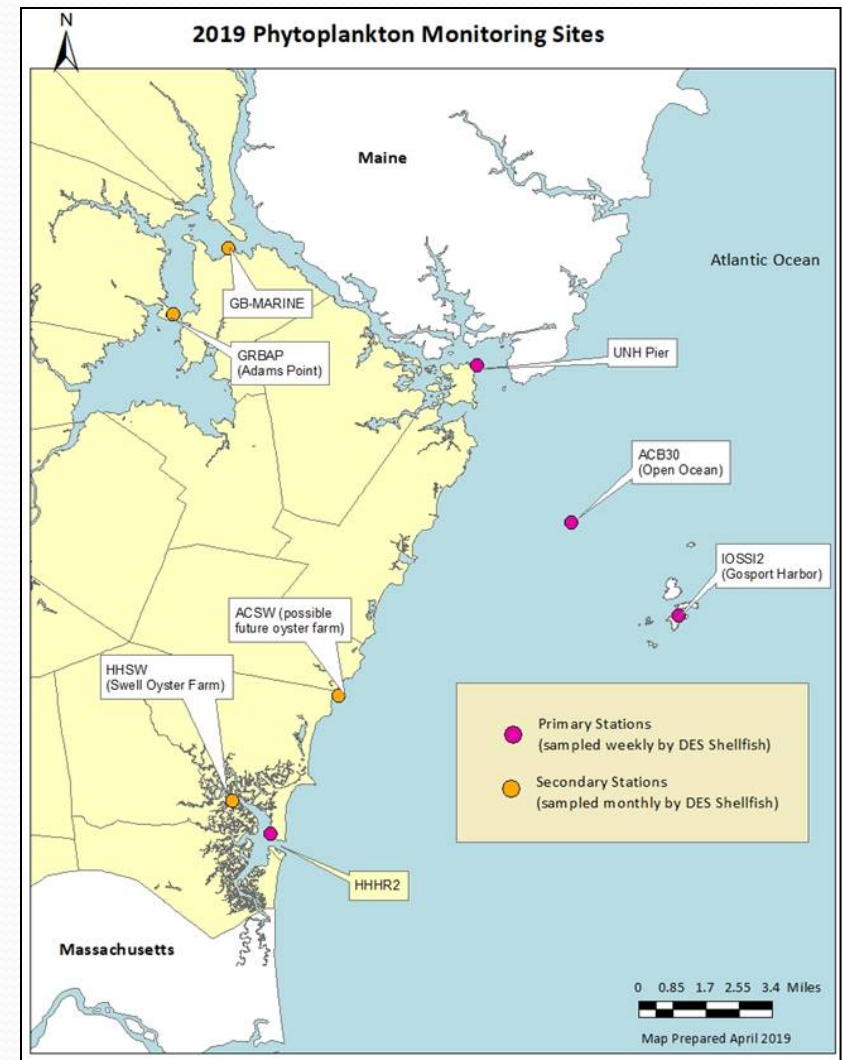 N
2019 Phytoplankton Monitoring Sites
Maine
Atlantic Ocean
GB-MARINE
GRBAP
(Adams Point)
UNH Pier
ACB30
(Open Ocean)
IOSSI2
(Gosport Harbor)
ACSW (possible
future oyster farm)
HHSW
(Swell Oyster Farm)
Primary Stations
(sampled weekly by DES Shellfish)
Secondary Stations
(sampled monthly by DES Shellfish)
HHHR2
Massachusetts
0 0.85 1.7 2.55 3.4 Miles
Map Prepared April 2019